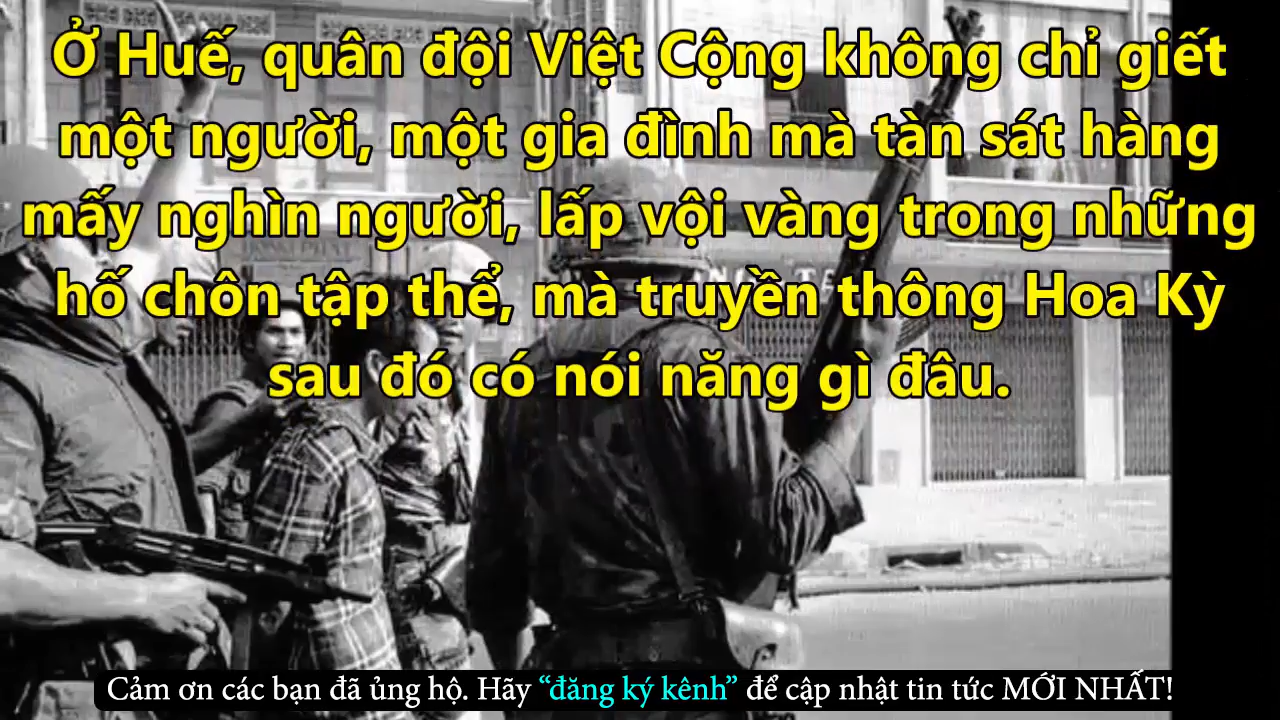 Ở Huế, quân đội Việt Cộng không chỉ giết
một người, một gia đình mà tàn sát hàng
mấy nghìn người, lấp vội vàng trong những
hố chôn tập thể, mà truyền thông Hoa Kỳ
sau đó có nói năng gì đâu.
Cảm ơn các bạn đã ủng hộ. Hãy “đăng ký kênh” để cập nhật tin tức MỚI NHẤT!